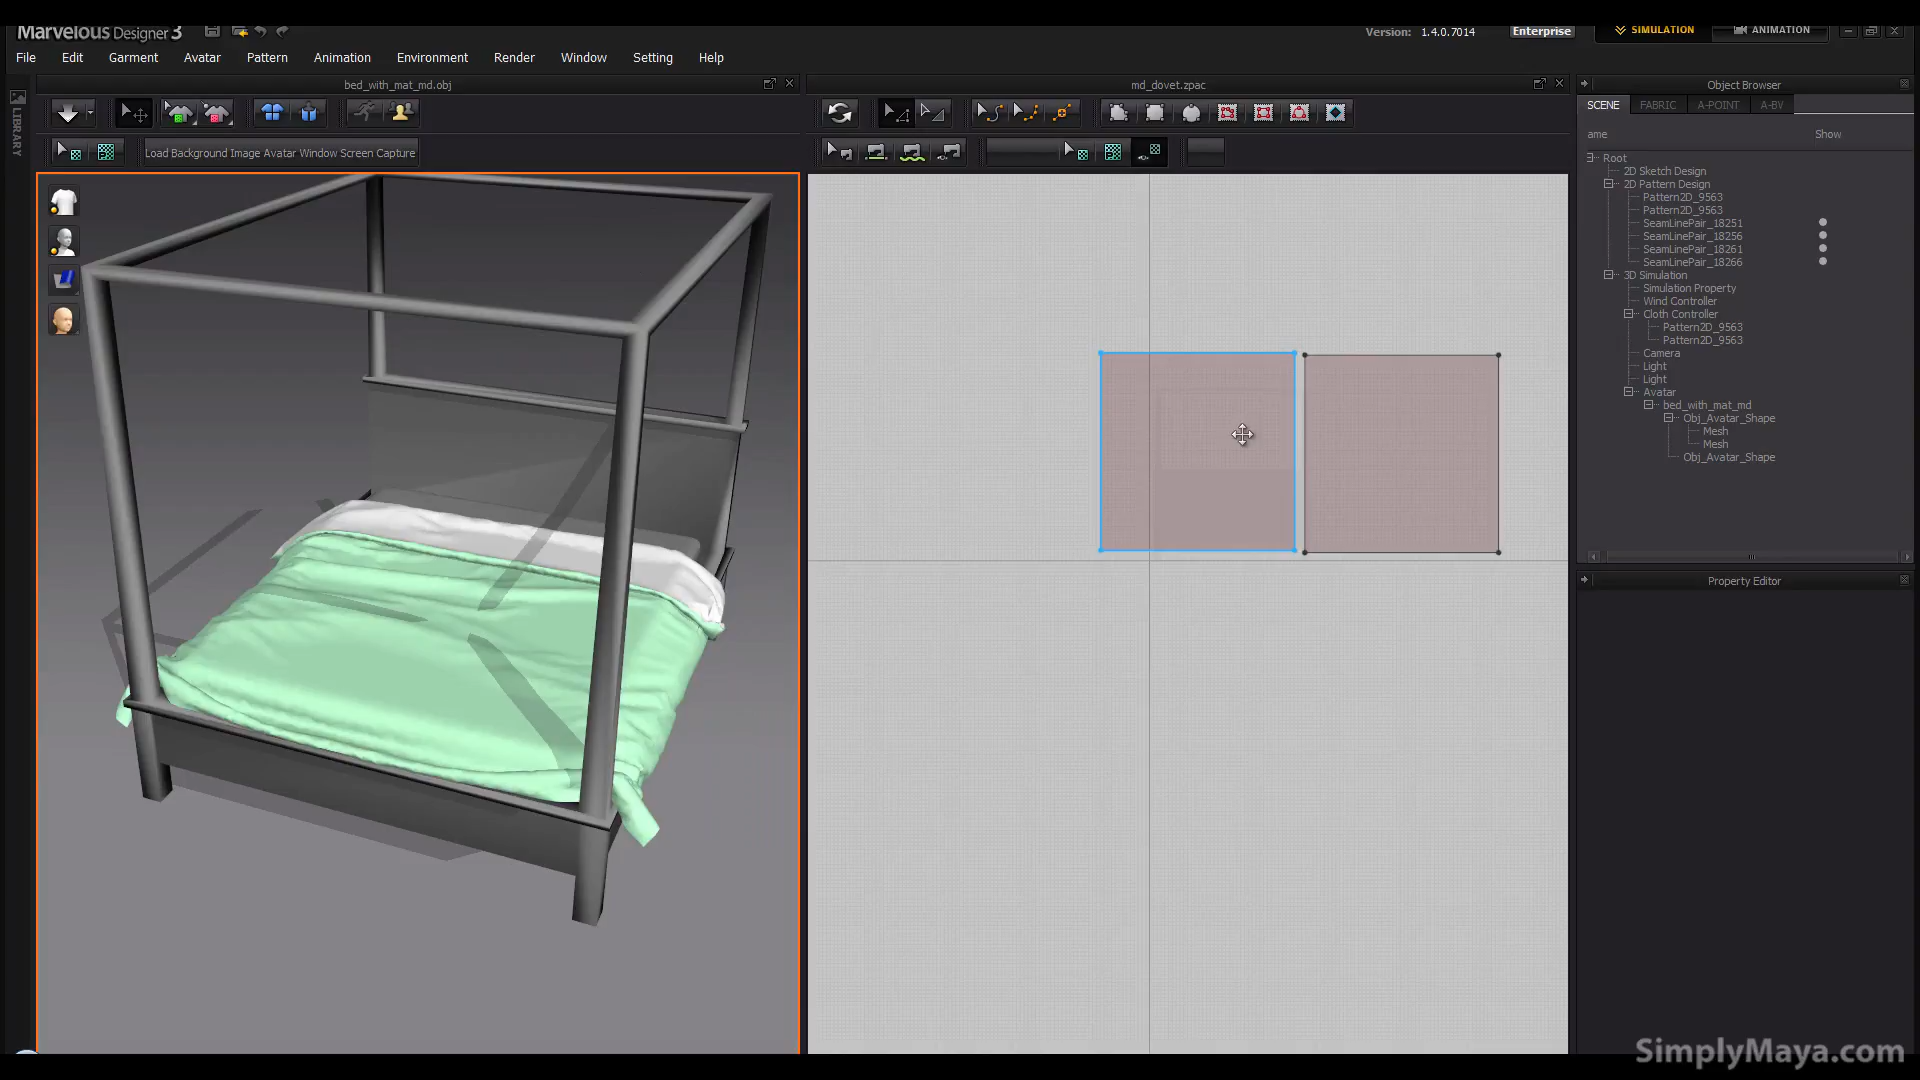 Marvelous Designer 3
Version: 1.4.0.7014
Enterprise
SIMULATION
ANIMATION
File
Edit
Garment
Avatar
Pattern
Animation
Environment
Render
Window
Setting
Help
bed_with_mat_md.obj
md_dovet.zpac
Object Browser
LIBRARY
SCENE
FABRIC
A-POINT
A-BV
Load Background Image Avatar Window Screen Capture
ame
Show
Root
2D Sketch Design
2D Pattern Design
Pattern2D_9563
Pattern2D_9563
SeamLinePair_18251
SeamLinePair_18256
SeamLinePair_18261
SeamLinePair_18266
3D Simulation
Simulation Property
Wind Controller
Cloth Controller
Pattern2D_9563
Pattern2D_9563
Camera
Light
Light
Avatar
bed_with_mat_md
Obj_Avatar_Shape
Mesh
Mesh
Obj_Avatar_Shape
Property Editor
SimplyMaya.com